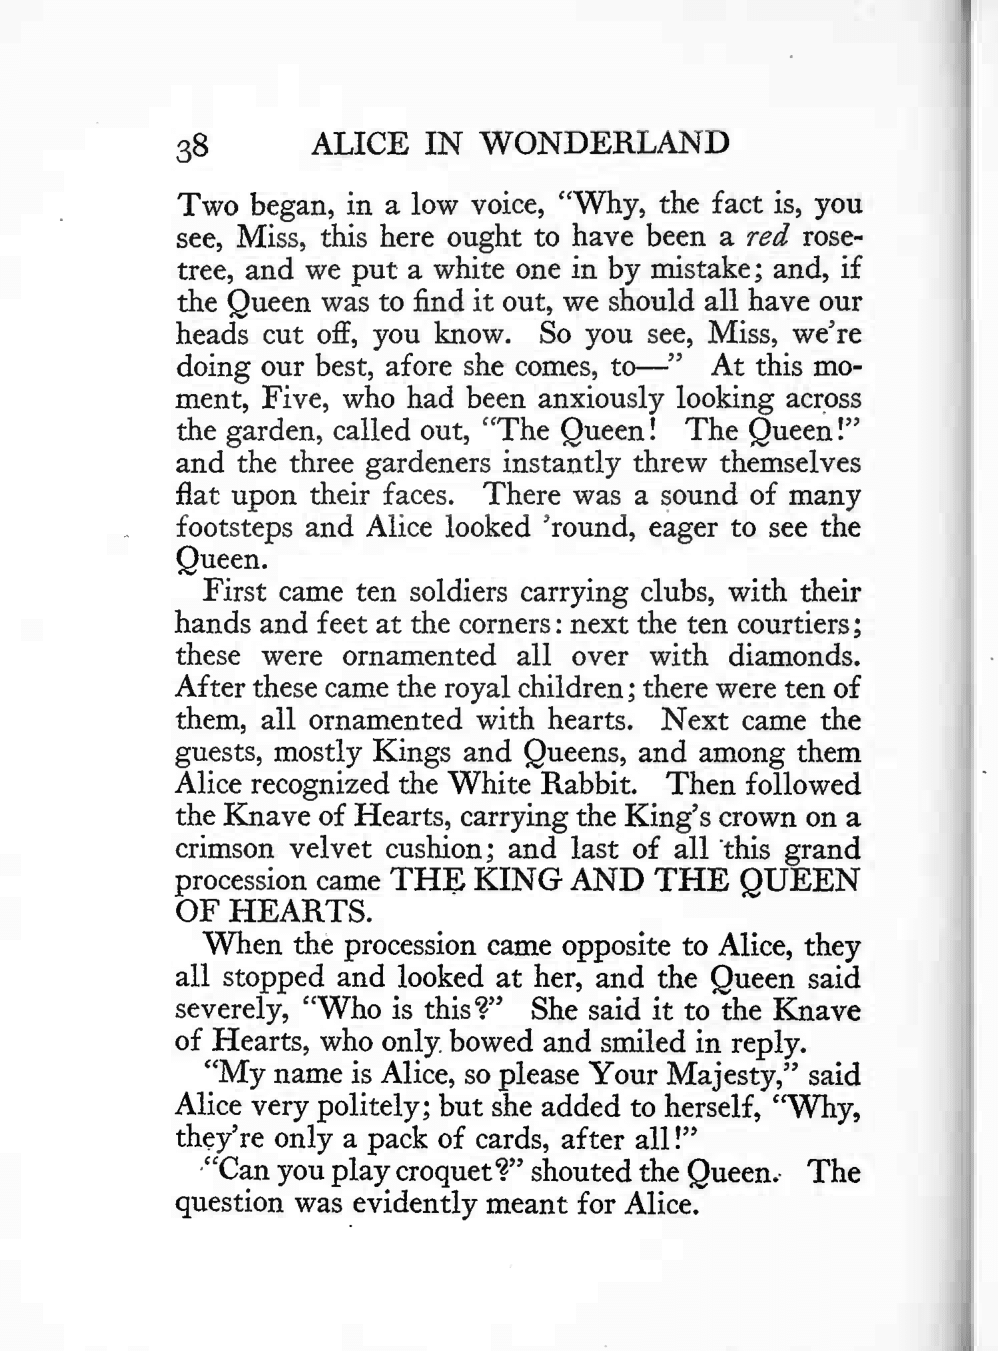 38 ALICE IN WONDERLAND
Two began, in a low voice, “Why, the fact is, you
see, Miss, this here ought to have been a red rose-
tree, and we put a white one in by mistake; and, if
the Queen was to find it out, we should all have our
heads cut off, you know. So you see, Miss, we’re
doing our best, afore she comes, to—” At this mo-
ment, Five, who had been anxiously looking across
the garden, called out, “The Queen! The Queen!”
and the three gardeners instantly threw themselves
flat upon their faces. There was a sound of many
footsteps and Alice looked ’round, eager to see the
Queen.
First came ten soldiers carrying clubs, with their
hands and feet at the corners: next the ten courtiers;
these were ornamented all over with diamonds.
After these came the royal children; there were ten of
them, all ornamented with hearts. Next came the
guests, mostly Kings and Queens, and among them
Alice recognized the White Rabbit. Then followed
the Knave of Hearts, carrying the King’s crown on a
crimson velvet cushion; and last of all this grand
procession came THE KING AND THE QUEEN
OF HEARTS.
When the procession came opposite to Alice, they
all stopped and looked at her, and the Queen said
severely, “Who is this?” She said it to the Knave
of Hearts, who only bowed and smiled in reply.
“My name is Alice, so please Your Majesty,” said
Alice very politely; but she added to herself, “Why,
they’re only a pack of cards, after all!”
“Can you play croquet?” shouted the Queen. The
question was evidently meant for Alice.